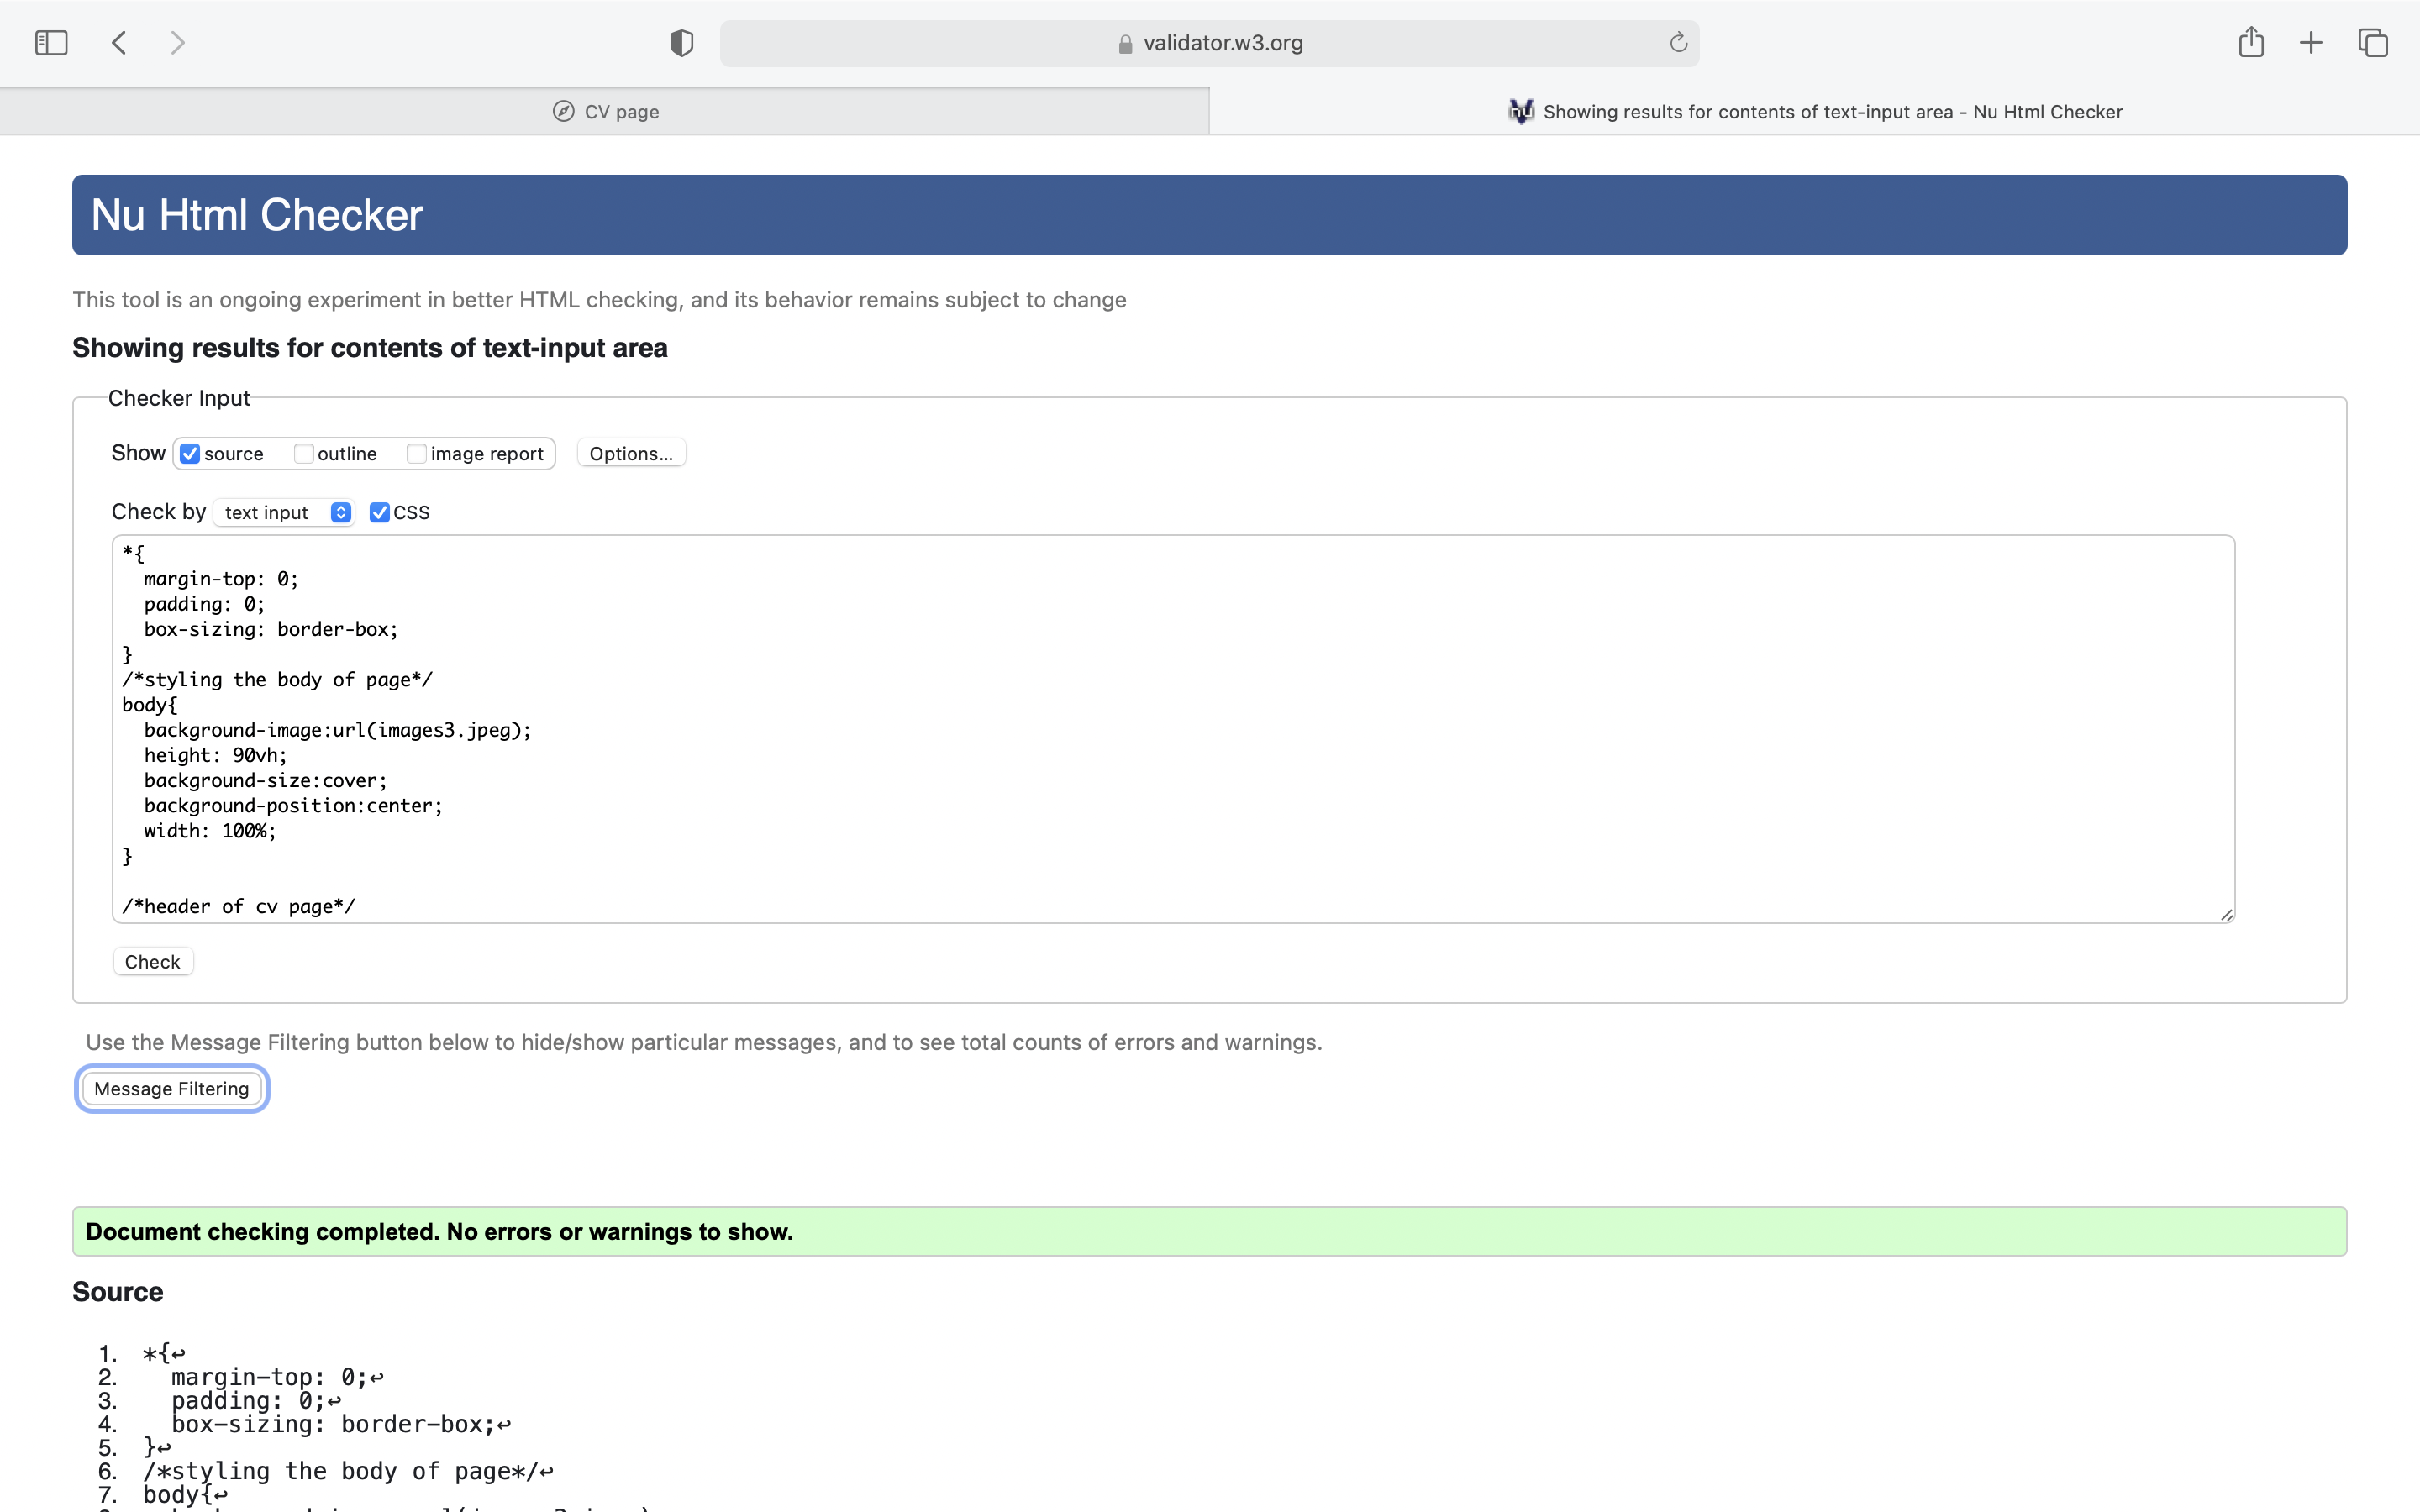 validator.w3.org
CV page
Showing results for contents of text-input area - Nu Html Checker
Nu Html Checker
This tool is an ongoing experiment in better HTML checking, and its behavior remains subject to change
Showing results for contents of text-input area
Checker Input
Show source outline image report Options...
Check by text input CSS
*{
  margin-top: 0;
  padding: 0;
  box-sizing: border-box;
}
/*styling the body of page*/
body{
  background-image:url(images3.jpeg);
  height: 90vh;
  background-size:cover;
  background-position:center;
  width: 100%;
}
/*header of cv page*/
Check
Use the Message Filtering button below to hide/show particular messages, and to see total counts of errors and warnings.
Message Filtering
Document checking completed. No errors or warnings to show.
Source
1. *{↩
2.   margin-top: 0;↩
3.   padding: 0;↩
4.   box-sizing: border-box;↩
5. }↩
6. /*styling the body of page*/↩
7. body{↩